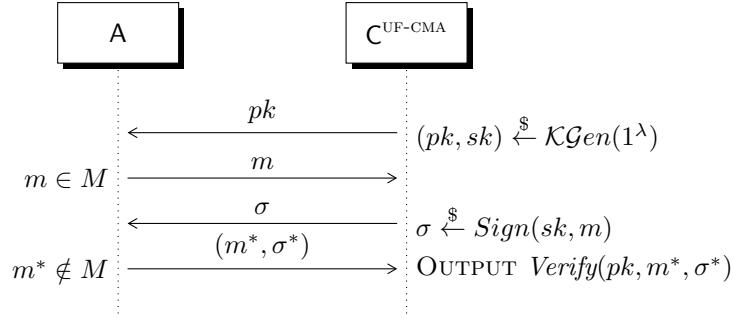 A C^UF-CMA
pk
(pk, sk) $← KGen(1^λ)
m ∈ M m
σ
σ $← Sign(sk, m)
(m*, σ*)
m* ∉ M OUTPUT Verify(pk, m*, σ*)